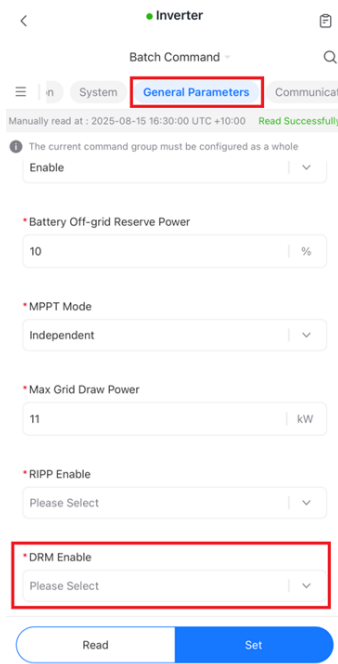 Inverter
Batch Command
n System General Parameters Communicat
Manually read at : 2025-08-15 16:30:00 UTC +10:00 Read Successfully
The current command group must be configured as a whole
Enable
*Battery Off-grid Reserve Power
10 %
*MPPT Mode
Independent
*Max Grid Draw Power
11 kW
*RIPP Enable
Please Select
*DRM Enable
Please Select
Read Set